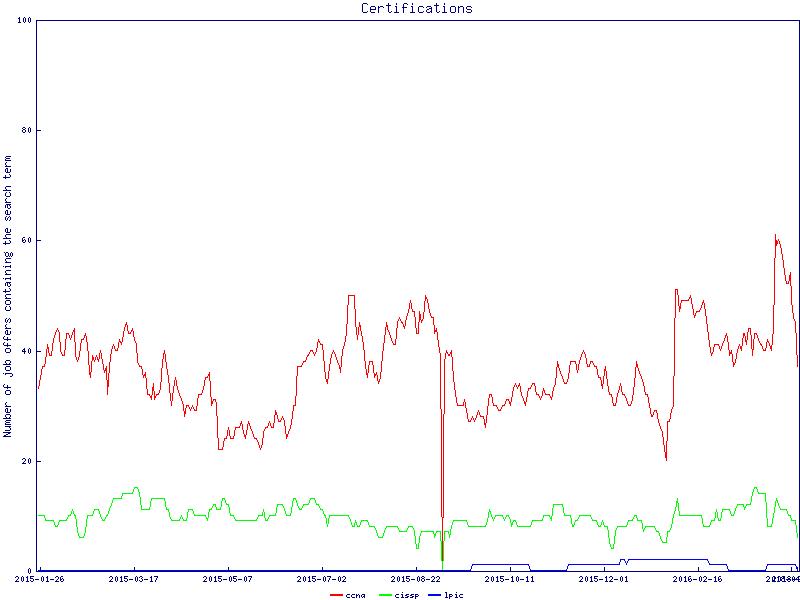 Certifications
100
80
60
40
20
0
Number of job offers containing the search term
2015-01-26
2015-03-17
2015-05-07
2015-07-02
2015-08-22
2015-10-11
2015-12-01
2016-02-16
ccna
cissp
lpic